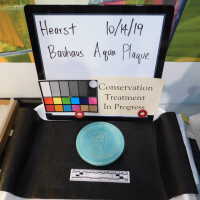 Hearst 10/14/19
Bauhaus Aqua Plaque
Conservation
Treatment
In Progress